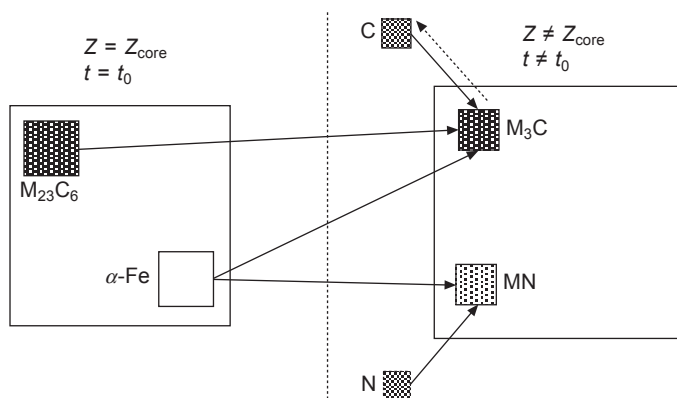 Z = Z_core
t = t_0
M_23C_6
α-Fe
C
Z ≠ Z_core
t ≠ t_0
M_3C
MN
N